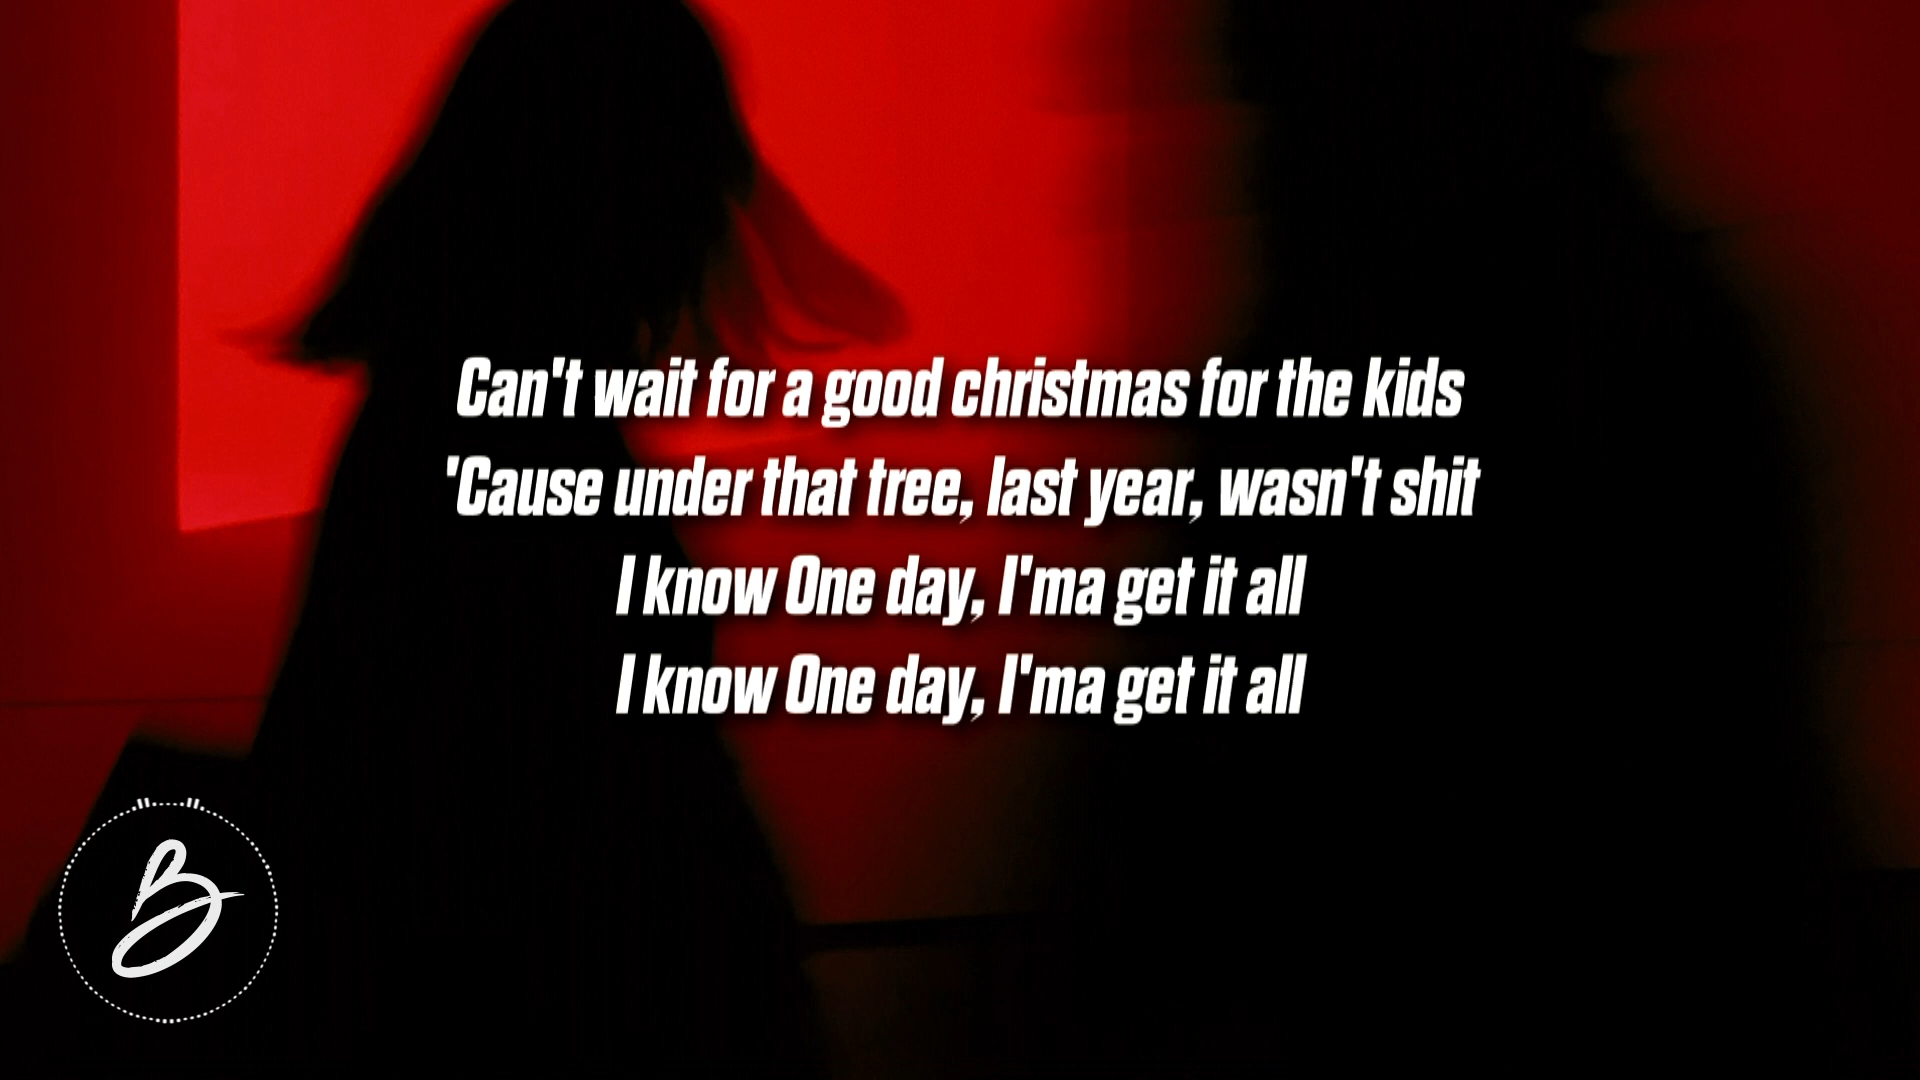 Can't wait for a good christmas for the kids
'Cause under that tree, last year, wasn't shit
I know One day, I'ma get it all
I know One day, I'ma get it all
B